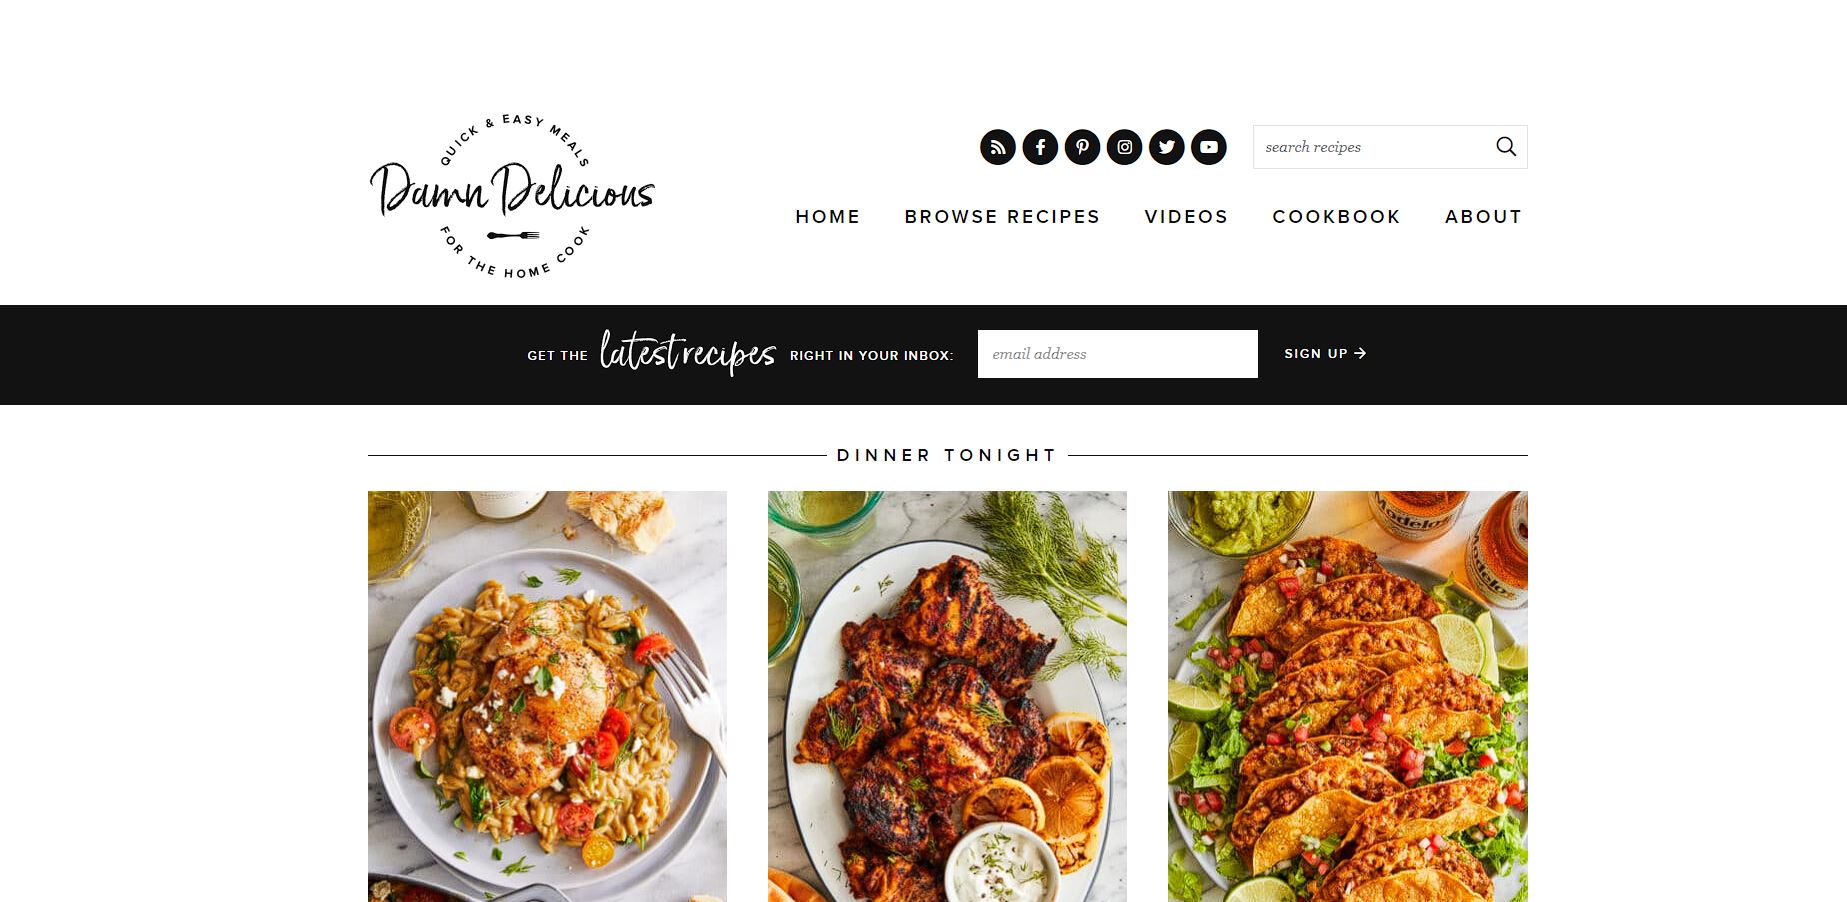 QUICK & EASY MEALS
Damn Delicious
FOR THE HOME COOK
search recipes
HOME BROWSE RECIPES VIDEOS COOKBOOK ABOUT
GET THE latest recipes RIGHT IN YOUR INBOX: email address SIGN UP →
DINNER TONIGHT
Modelo